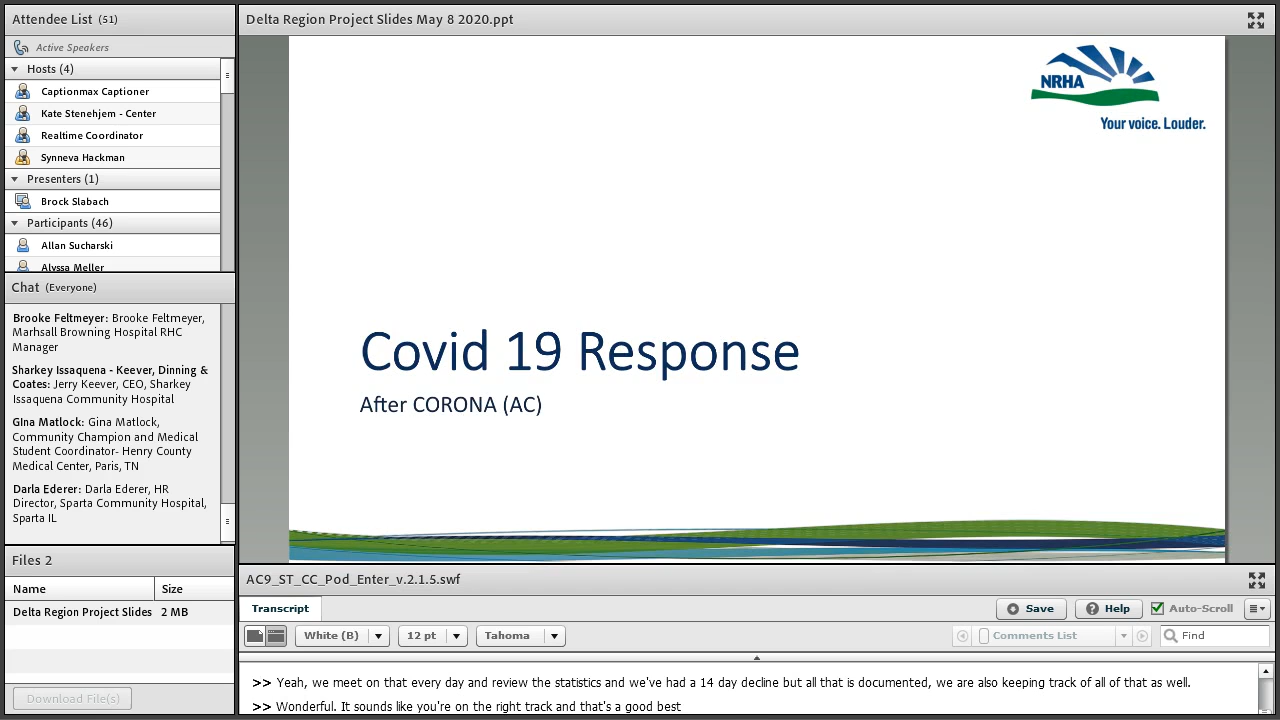 Attendee List (51)
Active Speakers
Hosts (4)
Captionmax Captioner
Kate Stenehjem - Center
Realtime Coordinator
Synneva Hackman
Presenters (1)
Brock Slabach
Participants (46)
Allan Sucharski
Alyssa Meller
Chat (Everyone)
Brooke Feltmeyer: Brooke Feltmeyer,
Marhsall Browning Hospital RHC
Manager
Sharkey Issaquena - Keever, Dinning &
Coates: Jerry Keever, CEO, Sharkey
Issaquena Community Hospital
Gina Matlock: Gina Matlock,
Community Champion and Medical
Student Coordinator- Henry County
Medical Center, Paris, TN
Darla Ederer: Darla Ederer, HR
Director, Sparta Community Hospital,
Sparta IL
Files 2
Name Size
Delta Region Project Slides 2 MB
Download File(s)
Delta Region Project Slides May 8 2020.ppt
NRHA
Your voice. Louder.
Covid 19 Response
After CORONA (AC)
AC9_ST_CC_Pod_Enter_v.2.1.5.swf
Transcript Save Help Auto-Scroll
White (B) 12 pt Tahoma Comments List Find
>> Yeah, we meet on that every day and review the statistics and we've had a 14 day decline but all that is documented, we are also keeping track of all of that as well.
>> Wonderful. It sounds like you're on the right track and that's a good best